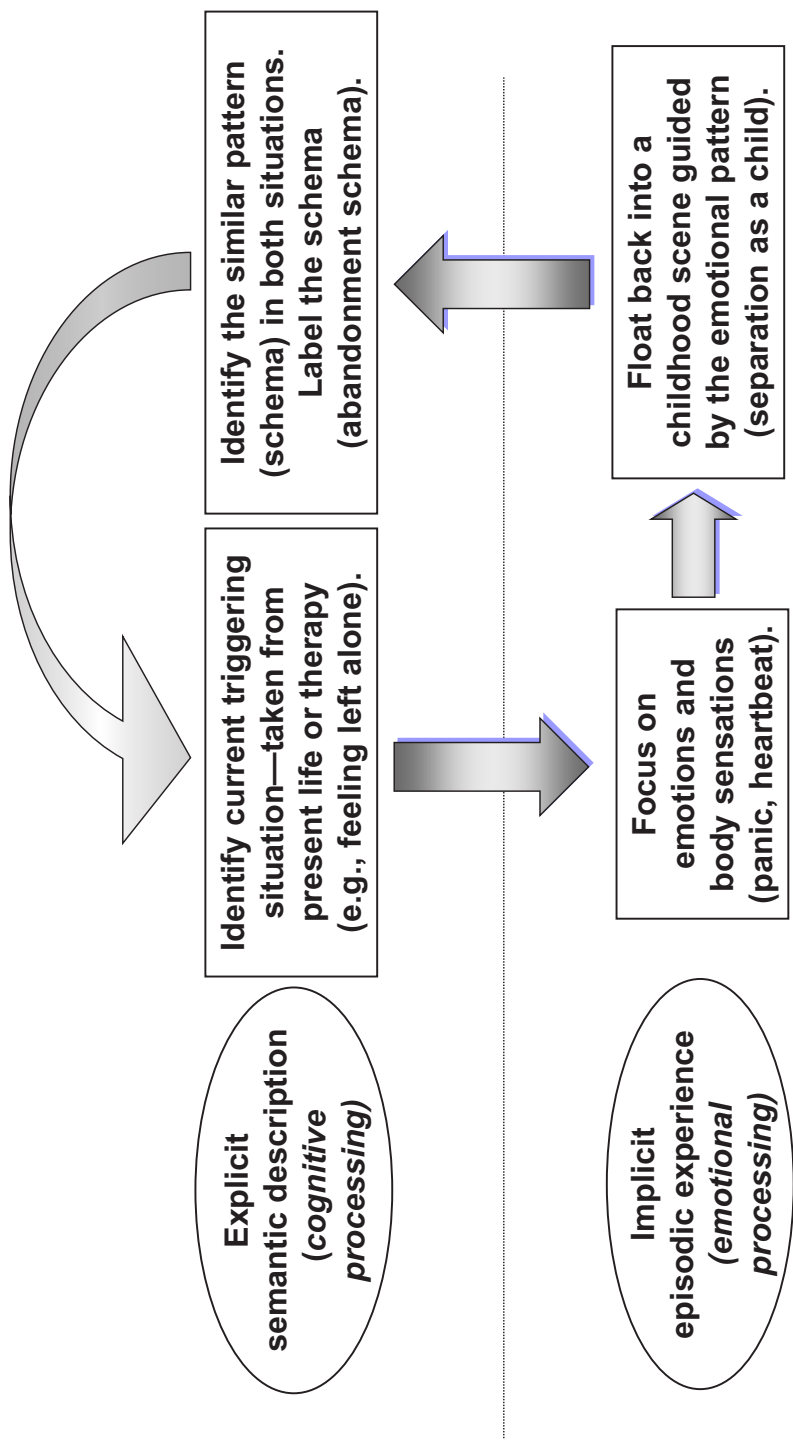 Explicit
semantic description
(cognitive
processing)
Identify current triggering
situation—taken from
present life or therapy
(e.g., feeling left alone).
Identify the similar pattern
(schema) in both situations.
Label the schema
(abandonment schema).
Implicit
episodic experience
(emotional
processing)
Focus on
emotions and
body sensations
(panic, heartbeat).
Float back into a
childhood scene guided
by the emotional pattern
(separation as a child).